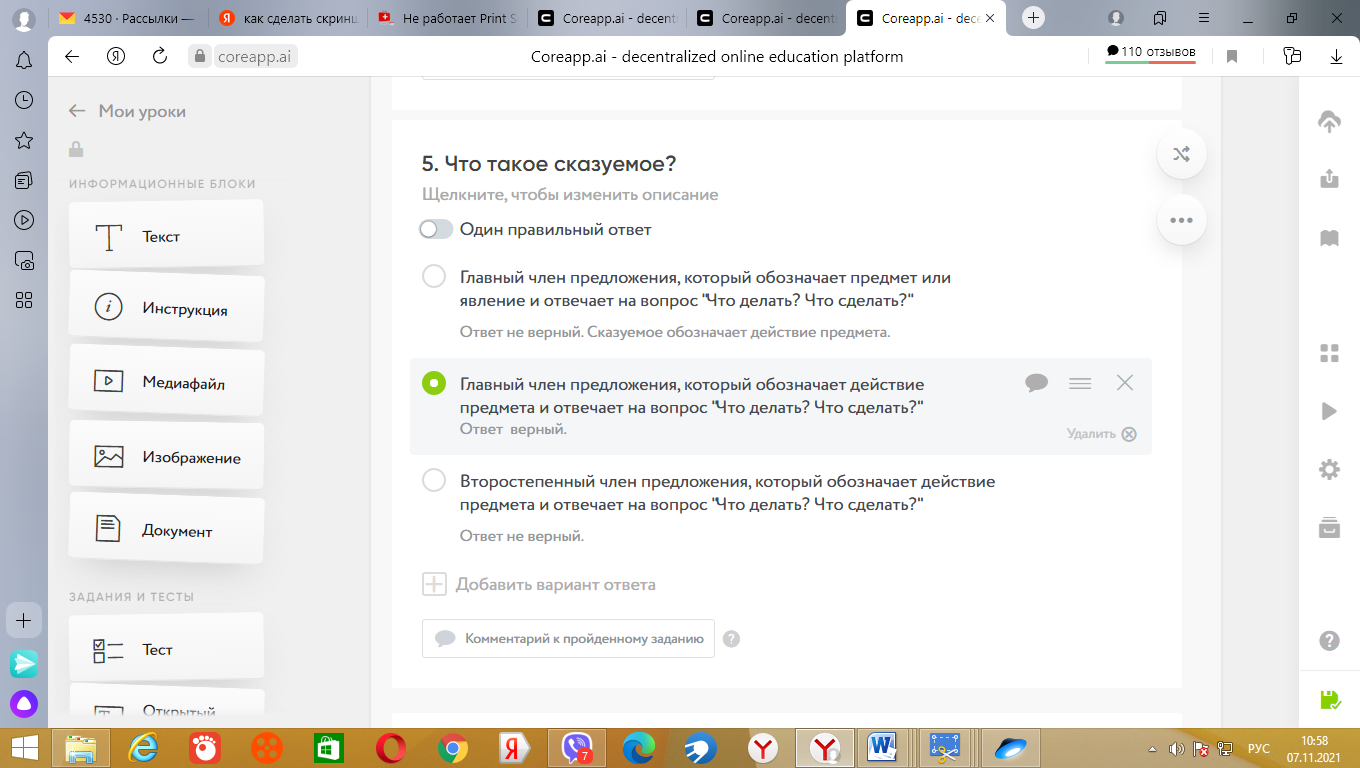 4530 · Рассылки —
как сделать скринш
Не работает Print S
Coreapp.ai - decentr
Coreapp.ai - decentr
Coreapp.ai - dece
coreapp.ai
Coreapp.ai - decentralized online education platform
110 отзывов
Мои уроки
ИНФОРМАЦИОННЫЕ БЛОКИ
Текст
Инструкция
Медиафайл
Изображение
Документ
ЗАДАНИЯ И ТЕСТЫ
Тест
Открытый
5. Что такое сказуемое?
Щелкните, чтобы изменить описание
Один правильный ответ
Главный член предложения, который обозначает предмет или
явление и отвечает на вопрос "Что делать? Что сделать?"
Ответ не верный. Сказуемое обозначает действие предмета.
Главный член предложения, который обозначает действие
предмета и отвечает на вопрос "Что делать? Что сделать?"
Ответ верный.
Удалить
Второстепенный член предложения, который обозначает действие
предмета и отвечает на вопрос "Что делать? Что сделать?"
Ответ не верный.
Добавить вариант ответа
Комментарий к пройденному заданию
?
7
РУС
10:58
07.11.2021